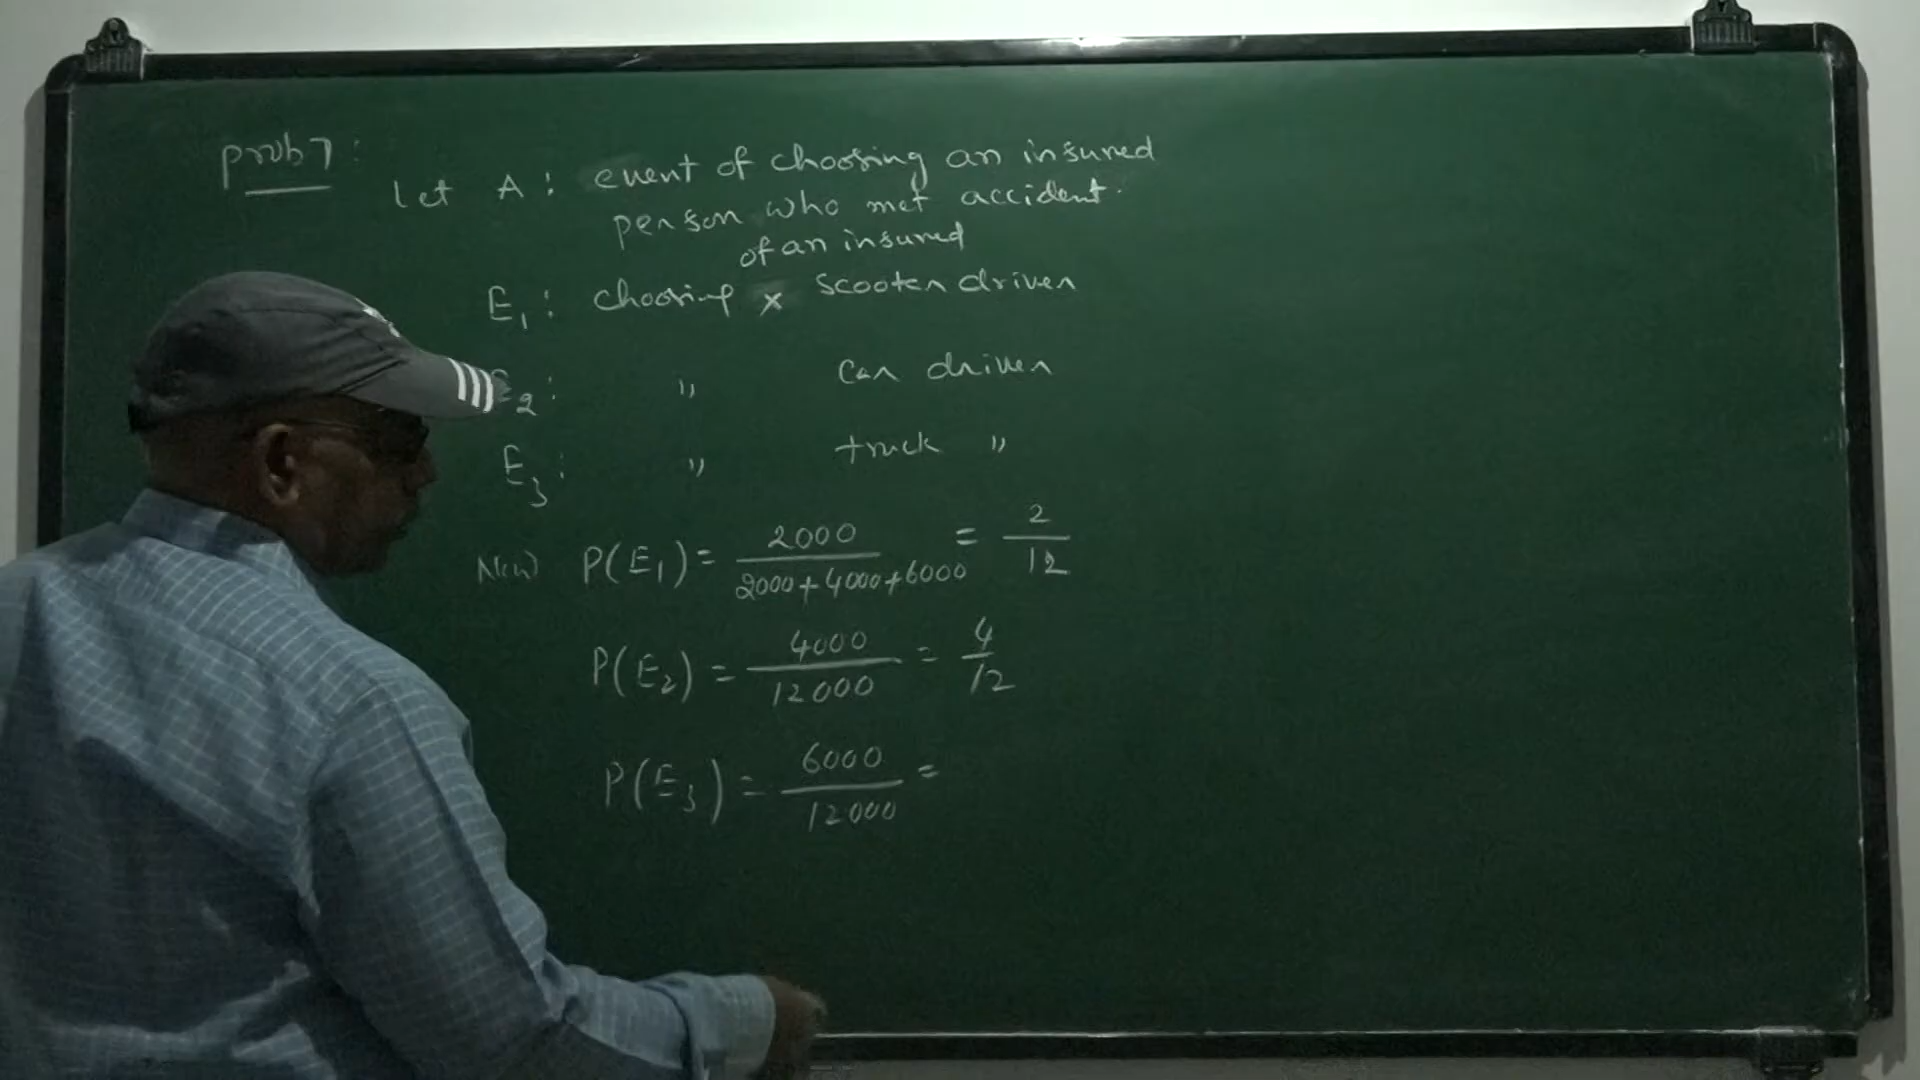 prob 7:
Let A: event of choosing an insured
person who met accident.
of an insured
E₁: choosing × scooter driver
E₂: " car driver
E₃: " truck "
Now P(E₁) = 2000 / 2000+4000+6000 = 2/12
P(E₂) = 4000/12000 = 4/12
P(E₃) = 6000/12000 =